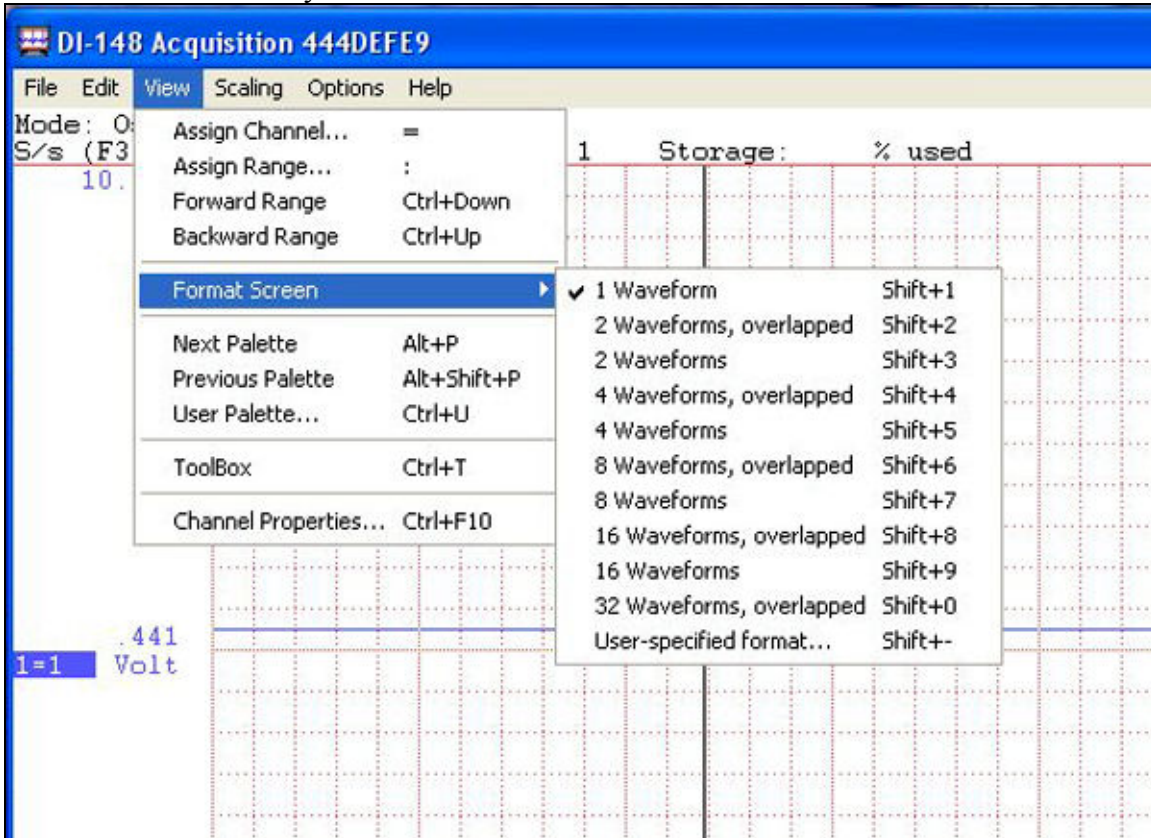 DI-148 Acquisition 444DEFE9
File Edit View Scaling Options Help
Mode: O
S/s (F3 1 Storage: % used
10.
Assign Channel... =
Assign Range... :
Forward Range Ctrl+Down
Backward Range Ctrl+Up
Format Screen
Next Palette Alt+P
Previous Palette Alt+Shift+P
User Palette... Ctrl+U
ToolBox Ctrl+T
Channel Properties... Ctrl+F10
1 Waveform Shift+1
2 Waveforms, overlapped Shift+2
2 Waveforms Shift+3
4 Waveforms, overlapped Shift+4
4 Waveforms Shift+5
8 Waveforms, overlapped Shift+6
8 Waveforms Shift+7
16 Waveforms, overlapped Shift+8
16 Waveforms Shift+9
32 Waveforms, overlapped Shift+0
User-specified format... Shift+-
.441
1=1 Volt